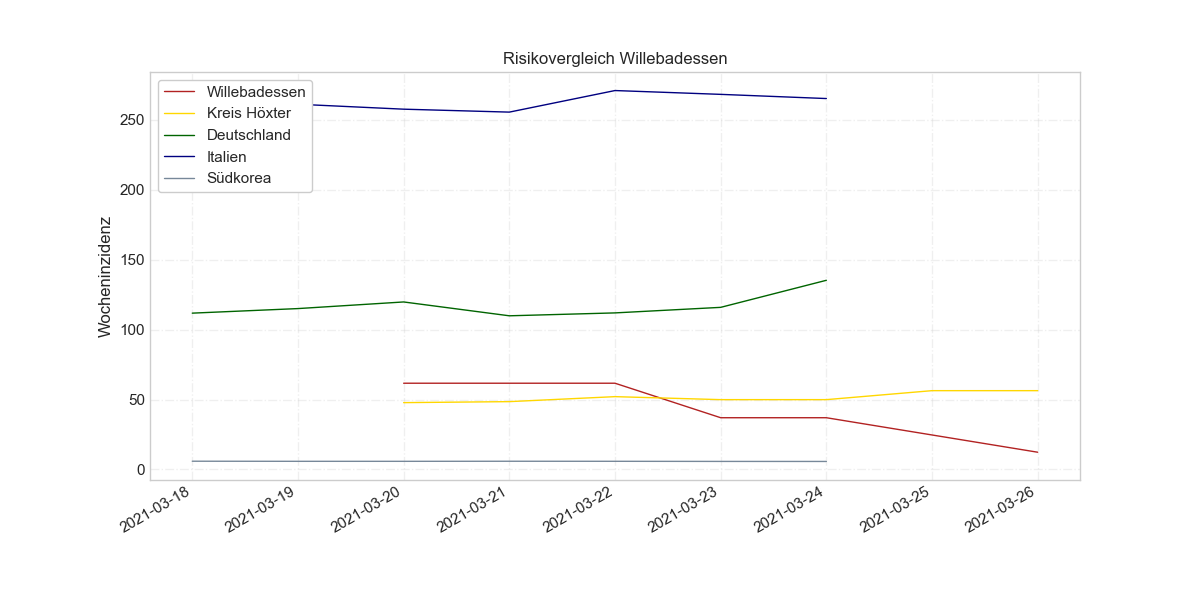 Risikovergleich Willebadessen
Willebadessen
Kreis Höxter
Deutschland
Italien
Südkorea
Wocheninzidenz
250
200
150
100
50
0
2021-03-18
2021-03-19
2021-03-20
2021-03-21
2021-03-22
2021-03-23
2021-03-24
2021-03-25
2021-03-26